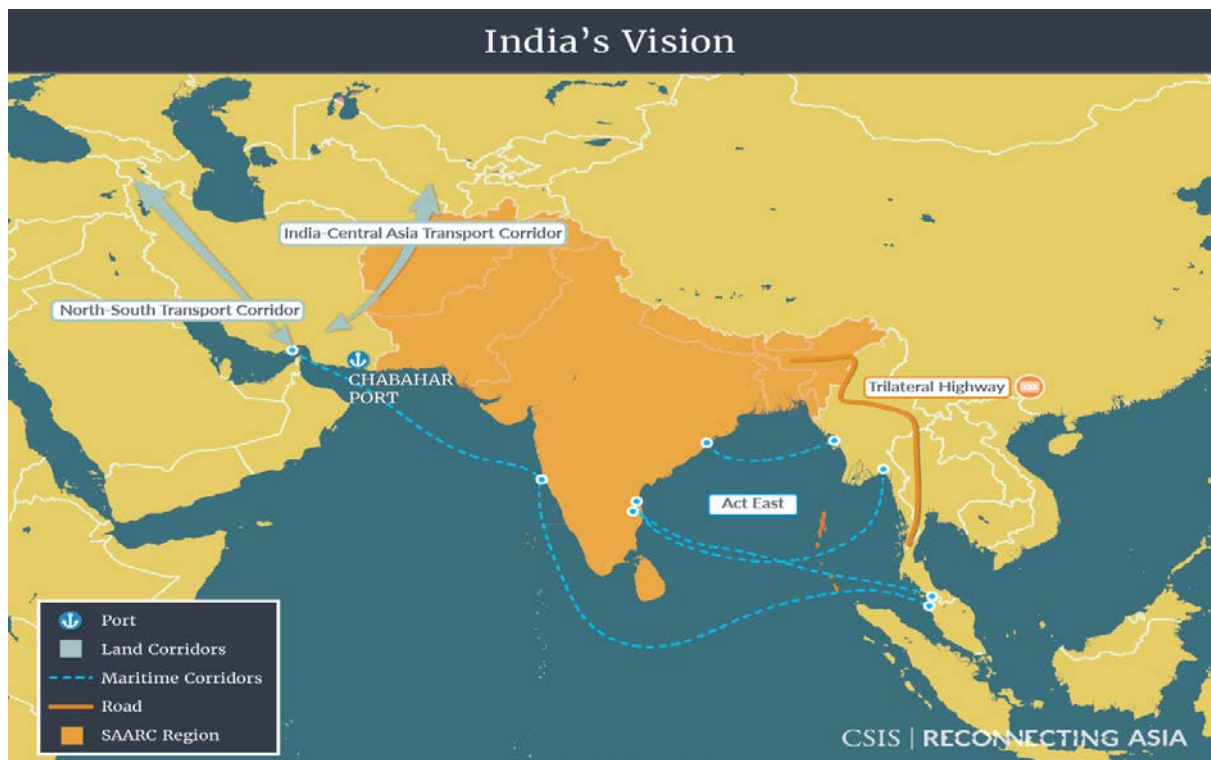 India's Vision
India-Central Asia Transport Corridor
North-South Transport Corridor
CHABAHAR
PORT
Trilateral Highway
Act East
Port
Land Corridors
Maritime Corridors
Road
SAARC Region
CSIS | RECONNECTING ASIA